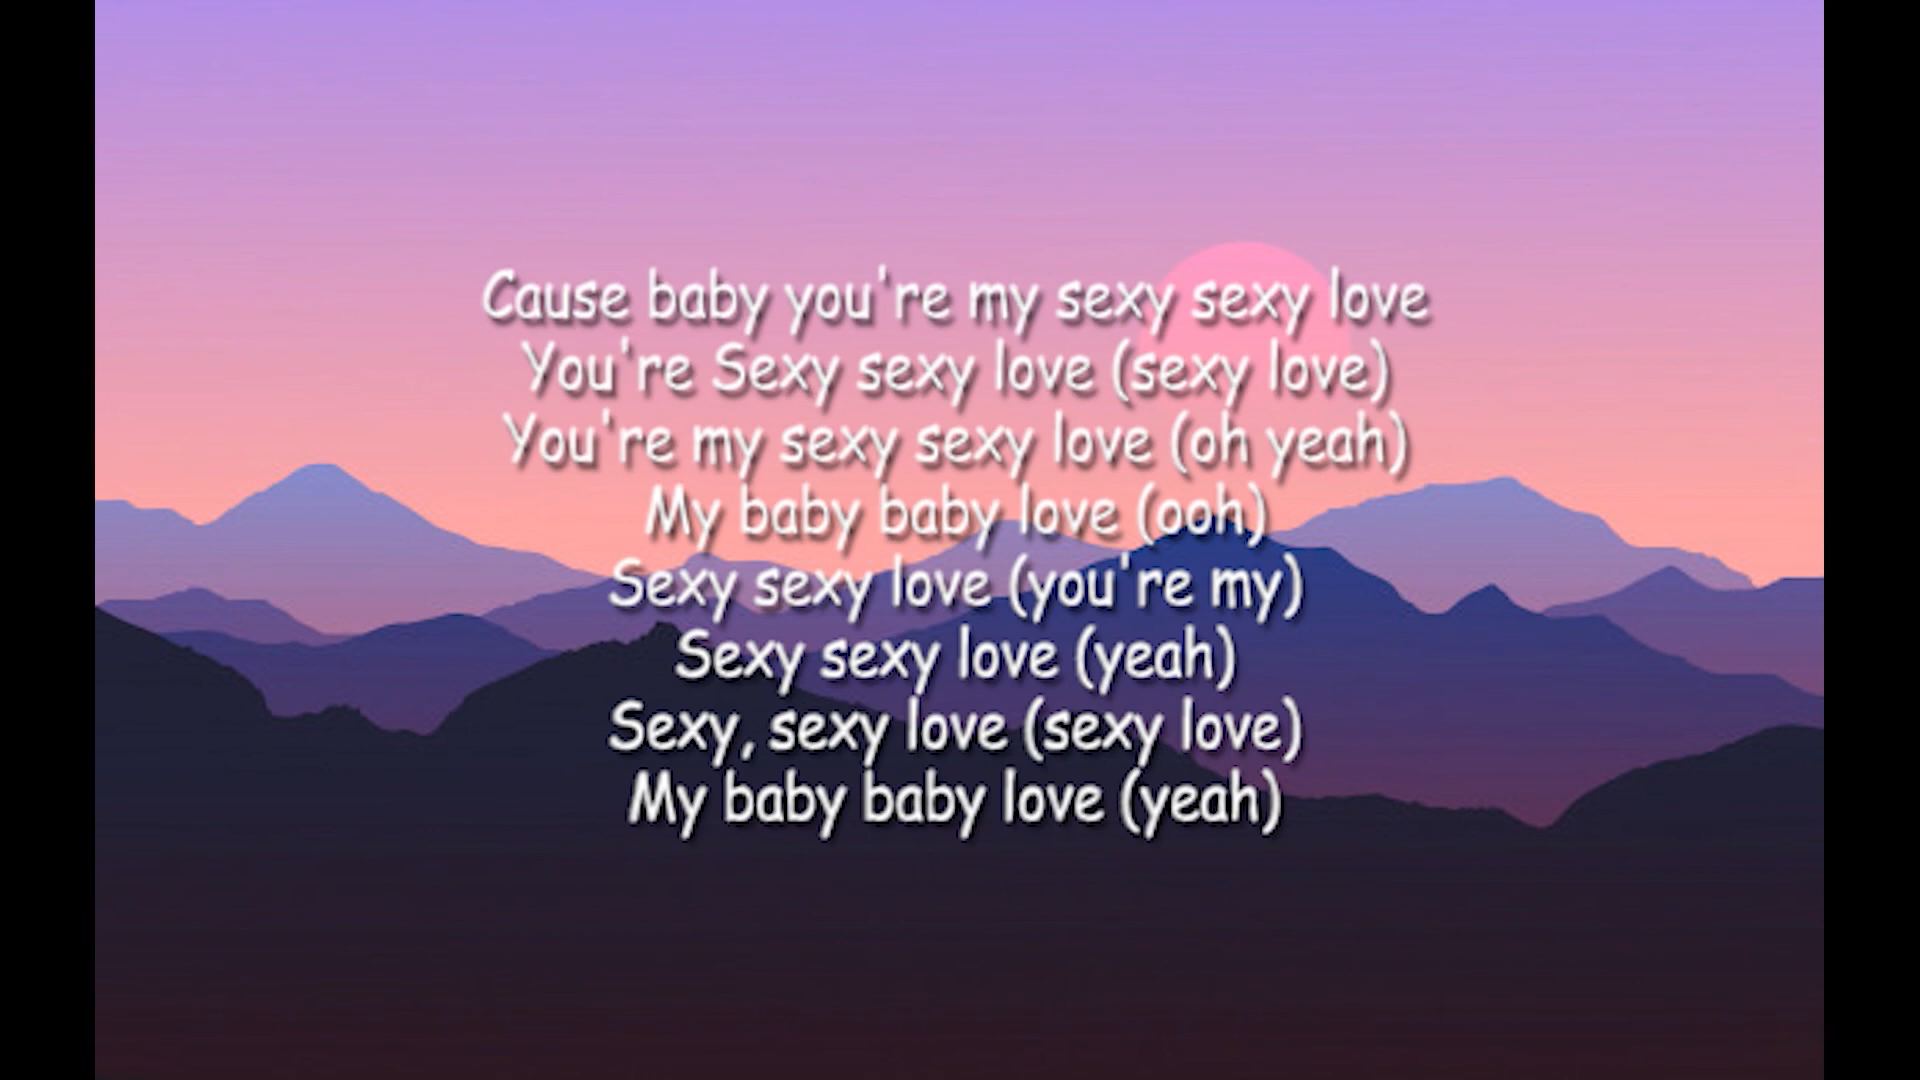 Cause baby you're my sexy sexy love
You're Sexy sexy love (sexy love)
You're my sexy sexy love (oh yeah)
My baby baby love (ooh)
Sexy sexy love (you're my)
Sexy sexy love (yeah)
Sexy, sexy love (sexy love)
My baby baby love (yeah)